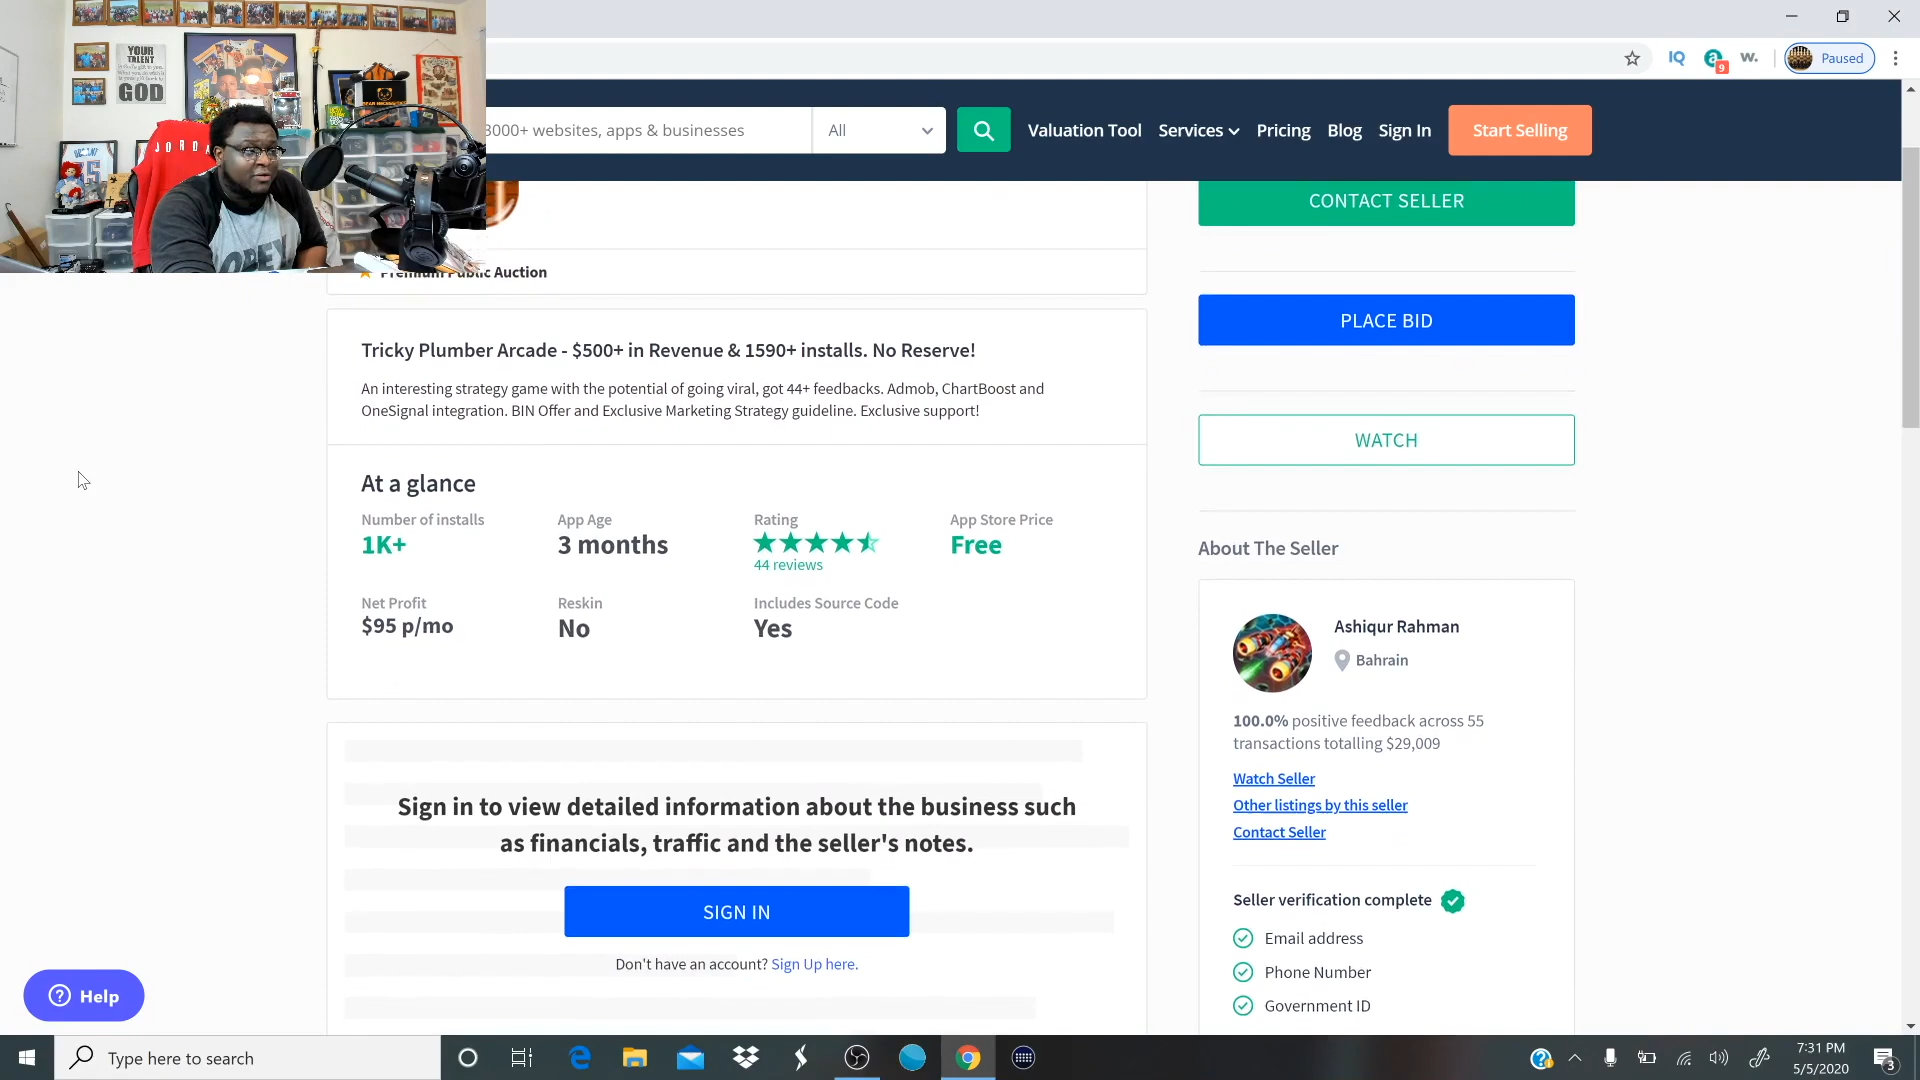 YOUR
TALENT
GOD
JORDA
OBEY
IQ
9
w.
Paused
3000+ websites, apps & businesses
All
Valuation Tool
Services
Pricing
Blog
Sign In
Start Selling
CONTACT SELLER
Premium Public Auction
PLACE BID
Tricky Plumber Arcade - $500+ in Revenue & 1590+ installs. No Reserve!
An interesting strategy game with the potential of going viral, got 44+ feedbacks. Admob, ChartBoost and
OneSignal integration. BIN Offer and Exclusive Marketing Strategy guideline. Exclusive support!
WATCH
At a glance
Number of installs
1K+
App Age
3 months
Rating
44 reviews
App Store Price
Free
Net Profit
$95 p/mo
Reskin
No
Includes Source Code
Yes
About The Seller
Ashiqur Rahman
Bahrain
100.0% positive feedback across 55
transactions totalling $29,009
Watch Seller
Other listings by this seller
Contact Seller
Seller verification complete
Email address
Phone Number
Government ID
Sign in to view detailed information about the business such
as financials, traffic and the seller's notes.
SIGN IN
Don't have an account? Sign Up here.
Help
Type here to search
7:31 PM
5/5/2020
3